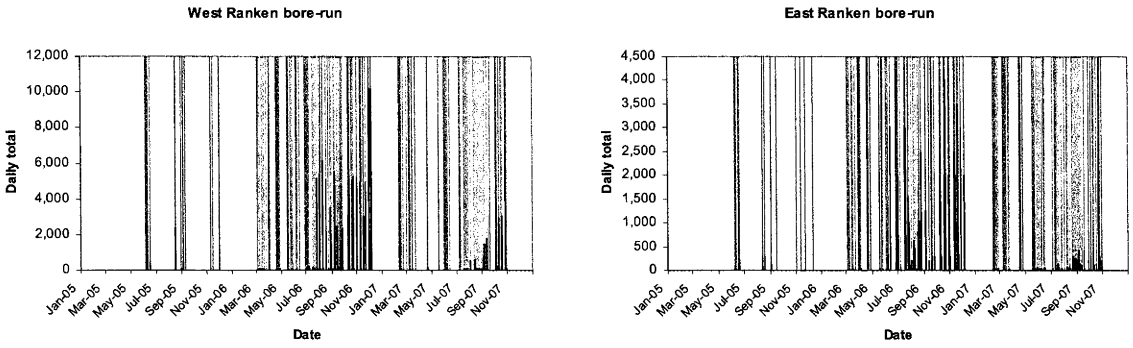 West Ranken bore-run
12,000
10,000
8,000
6,000
4,000
2,000
0
Daily total
Jan-05
Mar-05
May-05
Jul-05
Sep-05
Nov-05
Jan-06
Mar-06
May-06
Jul-06
Sep-06
Nov-06
Jan-07
Mar-07
May-07
Jul-07
Sep-07
Nov-07
Date
East Ranken bore-run
4,500
4,000
3,500
3,000
2,500
2,000
1,500
1,000
500
0
Daily total
Jan-05
Mar-05
May-05
Jul-05
Sep-05
Nov-05
Jan-06
Mar-06
May-06
Jul-06
Sep-06
Nov-06
Jan-07
Mar-07
May-07
Jul-07
Sep-07
Nov-07
Date